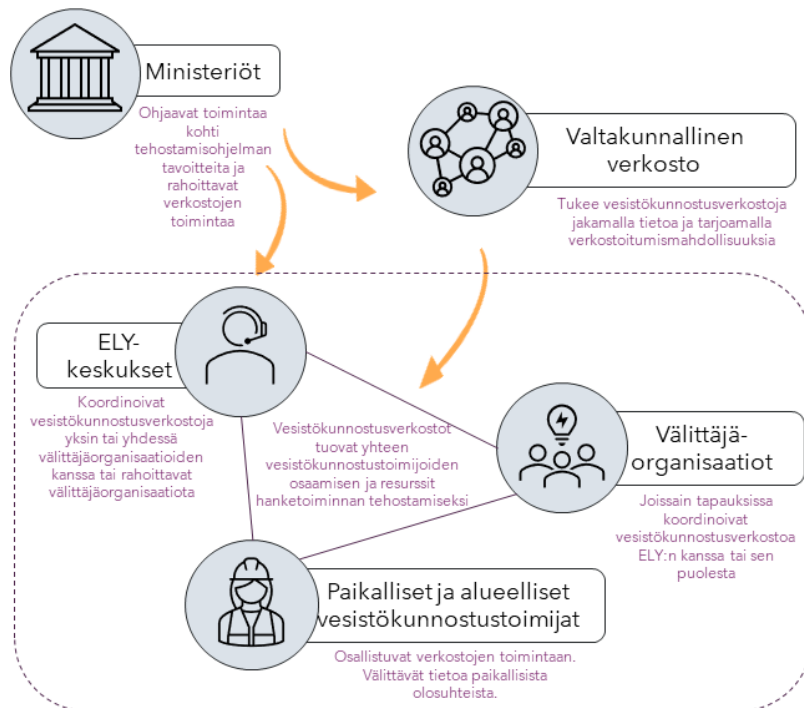 Ministeriöt
Ohjaavat toimintaa
kohti
tehostamisohjelman
tavoitteita ja
rahoittavat
verkostojen
toimintaa
Valtakunnallinen
verkosto
Tukee vesistökunnostusverkostoja
jakamalla tietoa ja tarjoamalla
verkostoitumismahdollisuuksia
ELY-
keskukset
Koordinoivat
vesistökunnostusverkostoja
yksin tai yhdessä
välittäjäorganisaatioiden
kanssa tai rahoittavat
välittäjäorganisaatiota
Vesistökunnostusverkostot
tuovat yhteen
vesistökunnostustoimijoiden
osaamisen ja resurssit
hanketoiminnan tehostamiseksi
Välittäjä-
organisaatiot
Joissain tapauksissa
koordinoivat
vesistökunnostusverkostoa
ELY:n kanssa tai sen
puolesta
Paikalliset ja alueelliset
vesistökunnostustoimijat
Osallistuvat verkostojen toimintaan.
Välittävät tietoa paikallisista
olosuhteista.